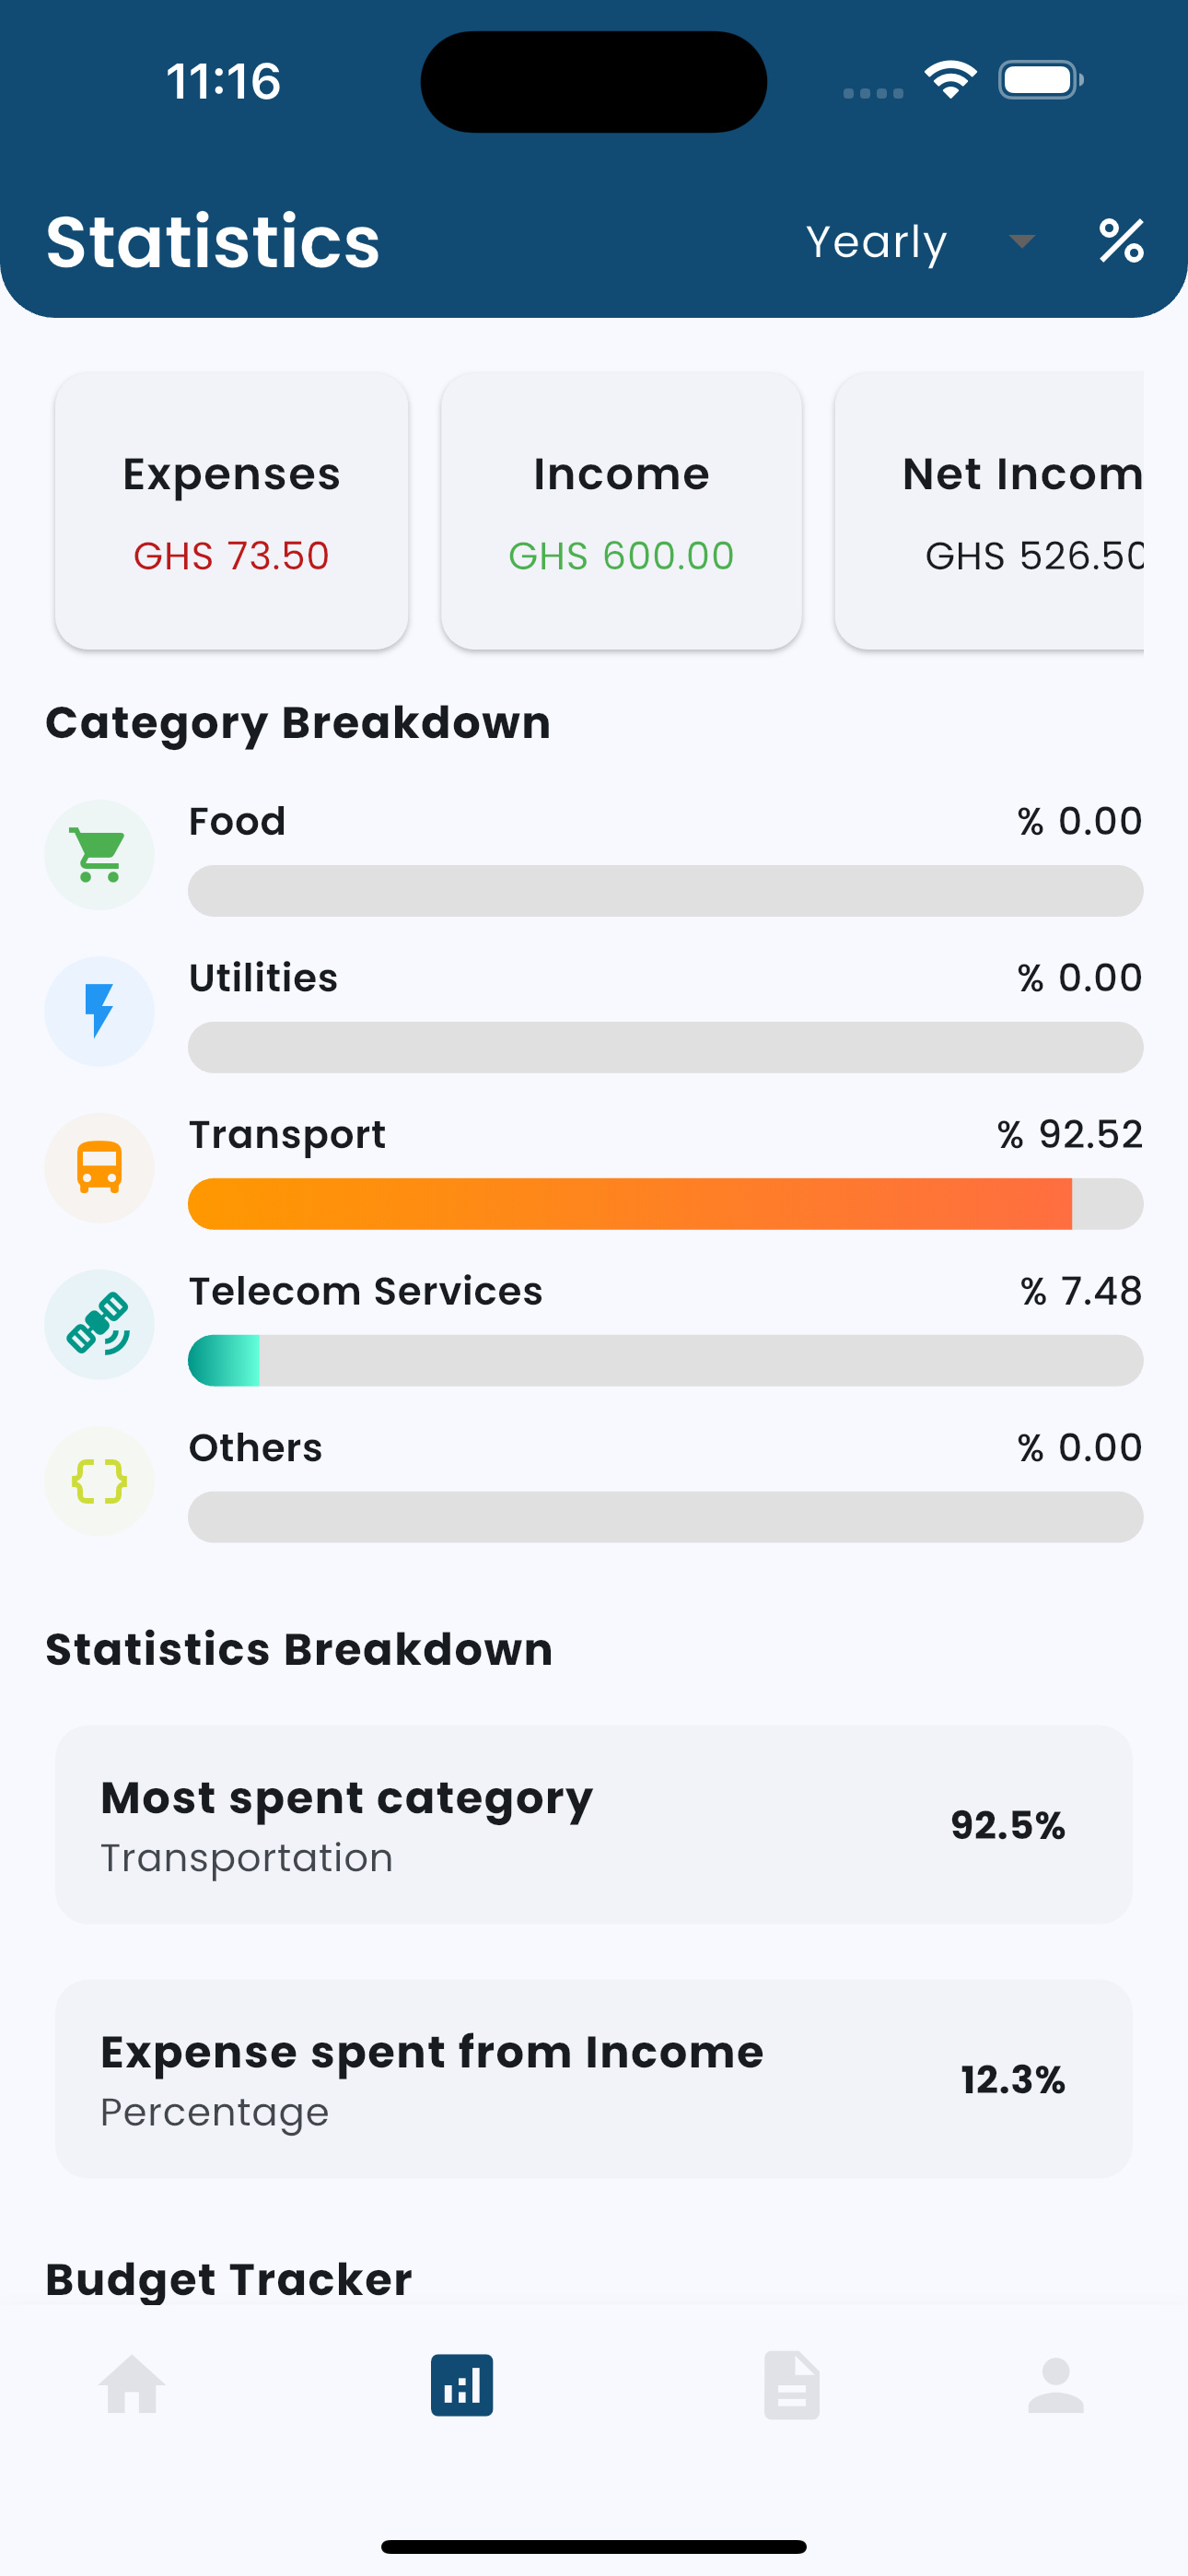 11:16
Statistics
Yearly
%
Expenses
GHS 73.50
Income
GHS 600.00
Net Incom
GHS 526.50
Category Breakdown
Food % 0.00
Utilities % 0.00
Transport % 92.52
Telecom Services % 7.48
Others % 0.00
Statistics Breakdown
Most spent category
Transportation
92.5%
Expense spent from Income
Percentage
12.3%
Budget Tracker